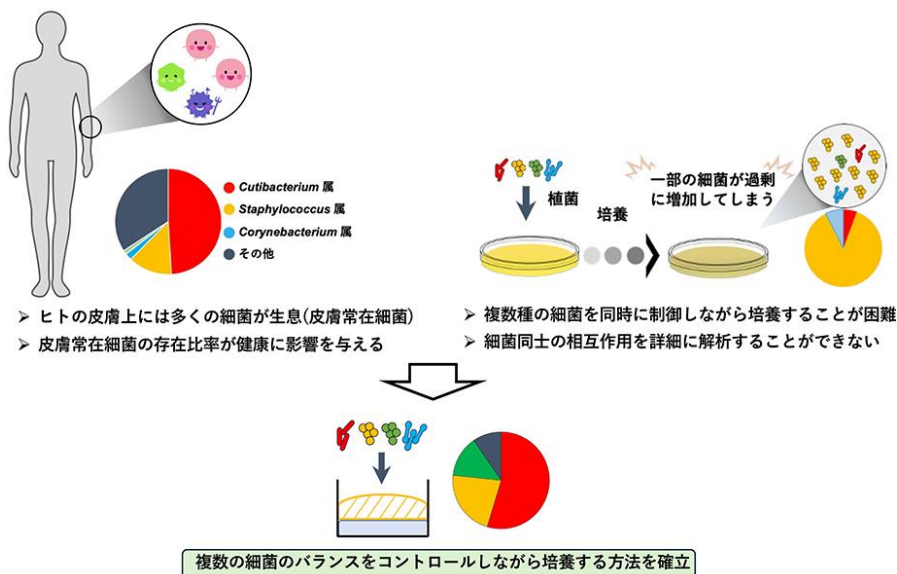 Cutibacterium 属
Staphylococcus 属
Corynebacterium 属
その他
➢ ヒトの皮膚上には多くの細菌が生息(皮膚常在細菌)
➢ 皮膚常在細菌の存在比率が健康に影響を与える
植菌
培養
一部の細菌が過剰
に増加してしまう
➢ 複数種の細菌を同時に制御しながら培養することが困難
➢ 細菌同士の相互作用を詳細に解析することができない
複数の細菌のバランスをコントロールしながら培養する方法を確立